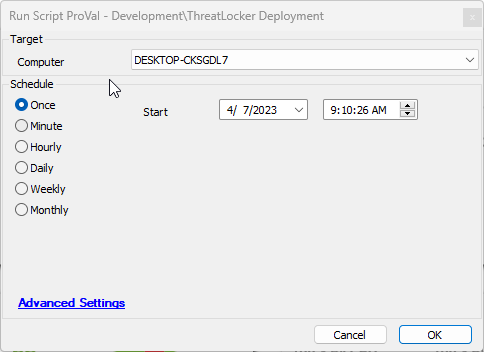 Run Script ProVal - Development\ThreatLocker Deployment
Target
Computer
DESKTOP-CKSGDL7
Schedule
Once
Start
4/ 7/2023
9:10:26 AM
Minute
Hourly
Daily
Weekly
Monthly
Advanced Settings
Cancel
OK